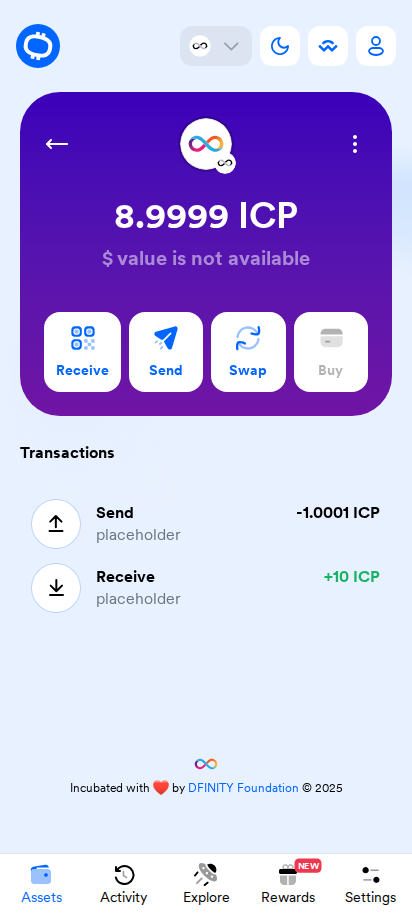 8.9999 ICP
$ value is not available
Receive
Send
Swap
Buy
Transactions
Send
-1.0001 ICP
placeholder
Receive
+10 ICP
placeholder
Incubated with ❤️ by DFINITY Foundation © 2025
NEW
Assets
Activity
Explore
Rewards
Settings